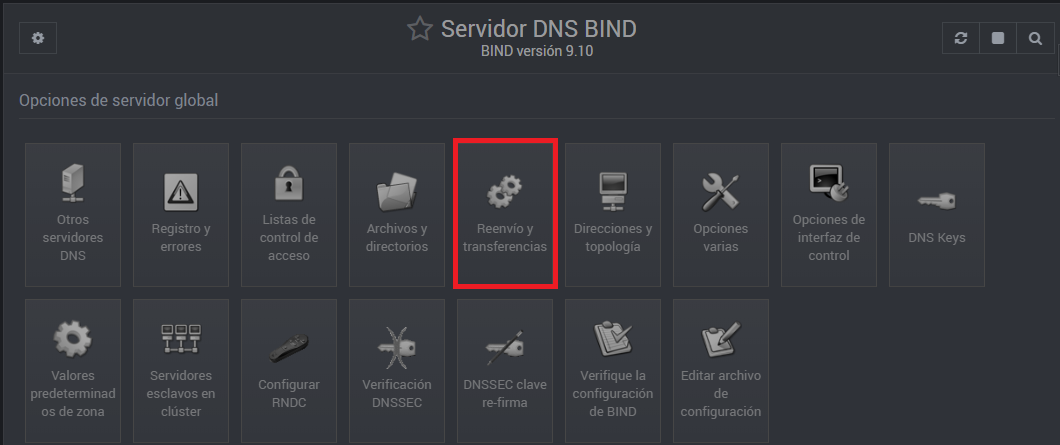 Servidor DNS BIND
BIND versión 9.10
Opciones de servidor global
Otros
servidores
DNS
Registro y
errores
Listas de
control de
acceso
Archivos y
directorios
Reenvío y
transferencias
Direcciones y
topología
Opciones
varias
Opciones de
interfaz de
control
DNS Keys
Valores
predeterminad
os de zona
Servidores
esclavos en
clúster
Configurar
RNDC
Verificación
DNSSEC
DNSSEC clave
re-firma
Verifique la
configuración
de BIND
Editar archivo
de
configuración